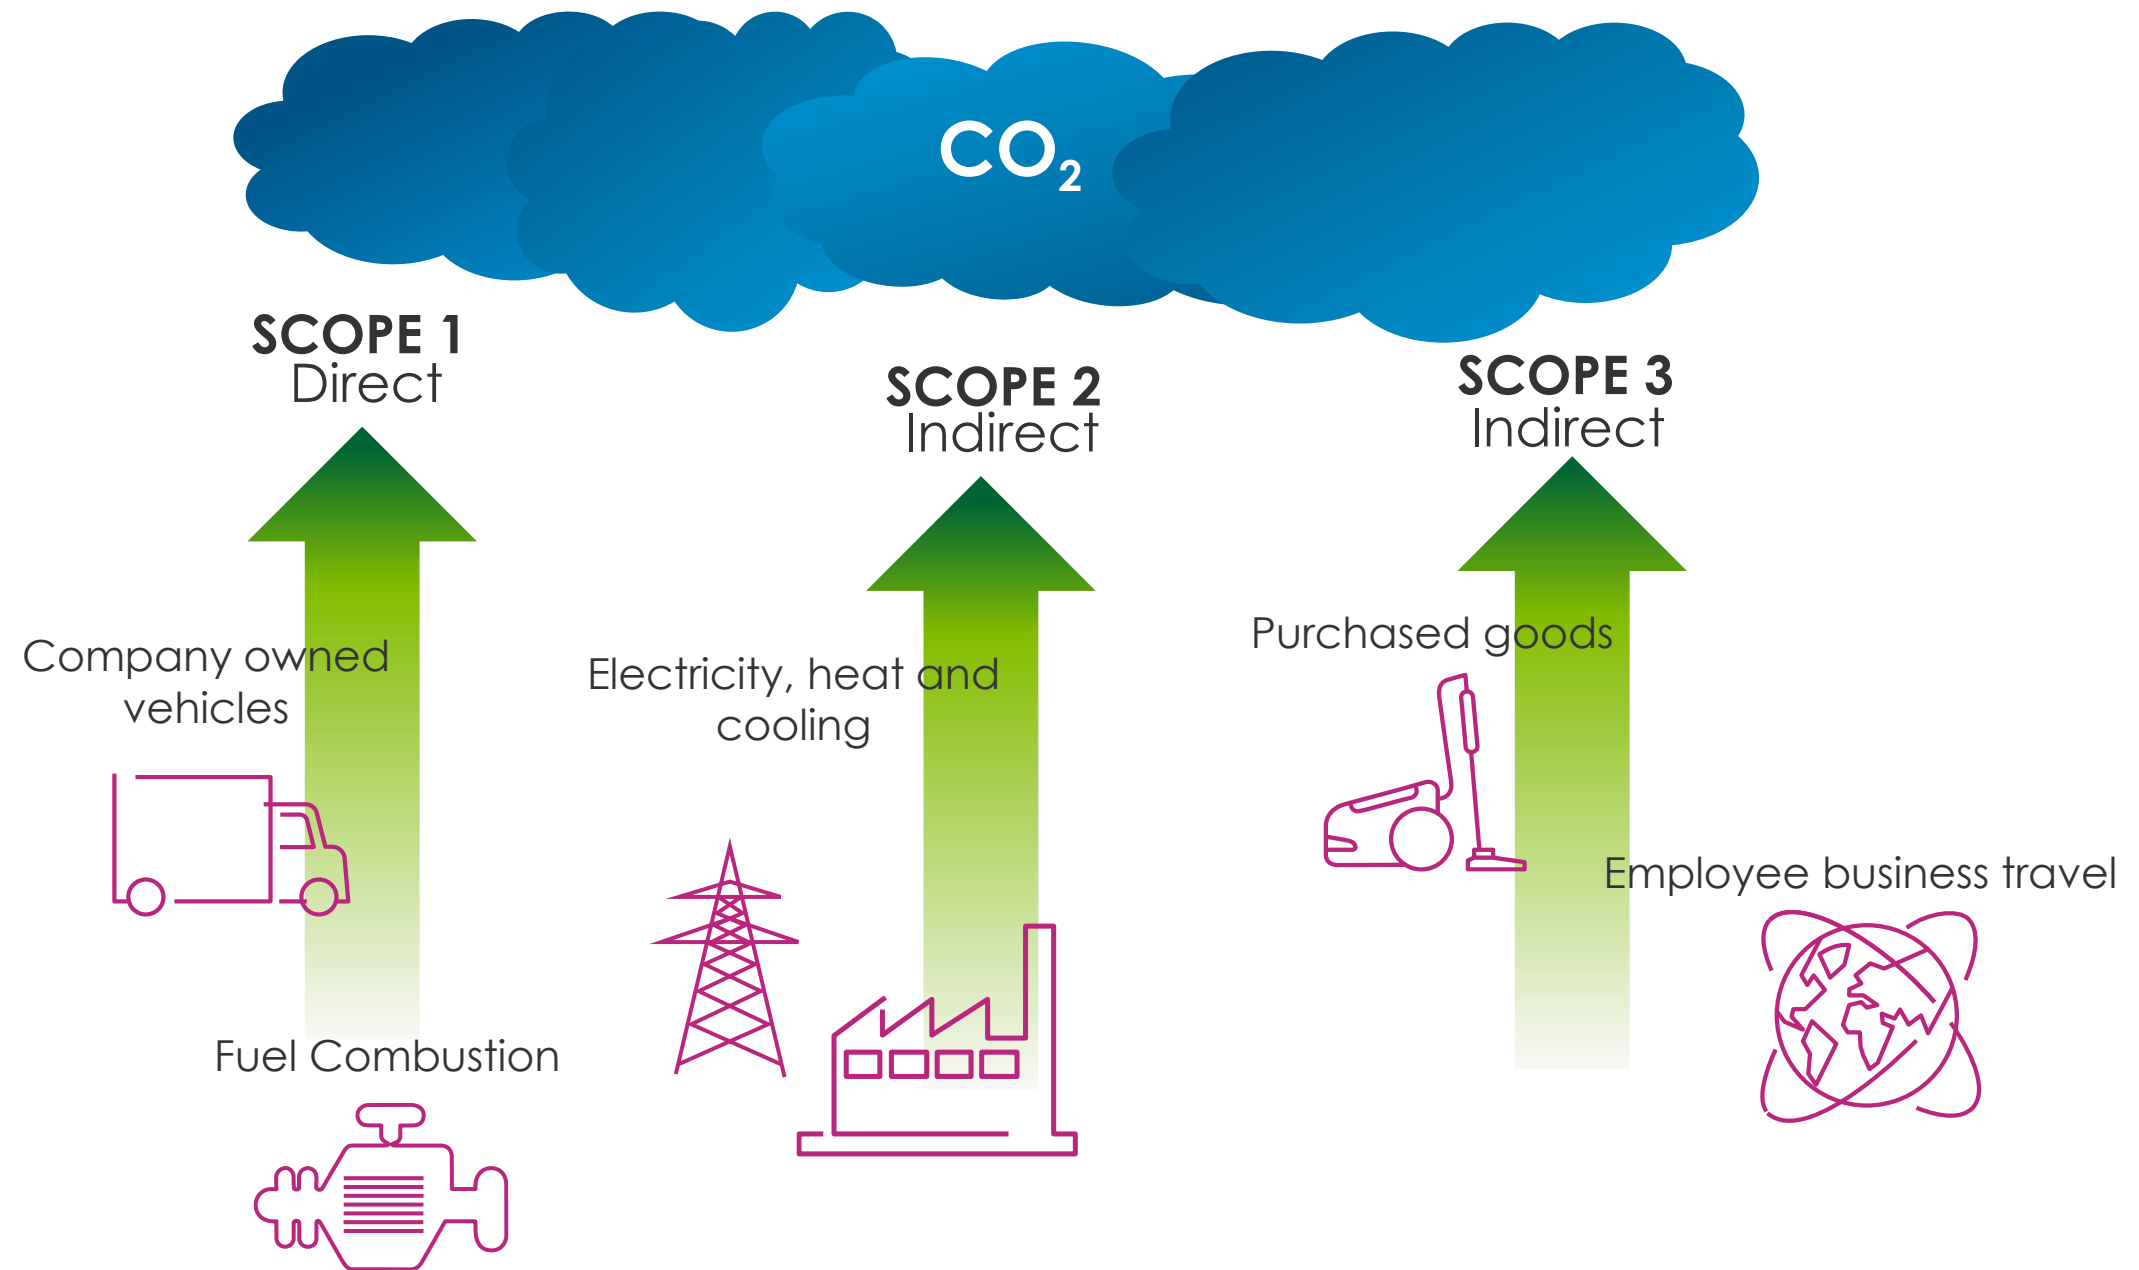 CO₂
SCOPE 1
Direct
SCOPE 2
Indirect
SCOPE 3
Indirect
Company owned
vehicles
Fuel Combustion
Electricity, heat and
cooling
Purchased goods
Employee business travel